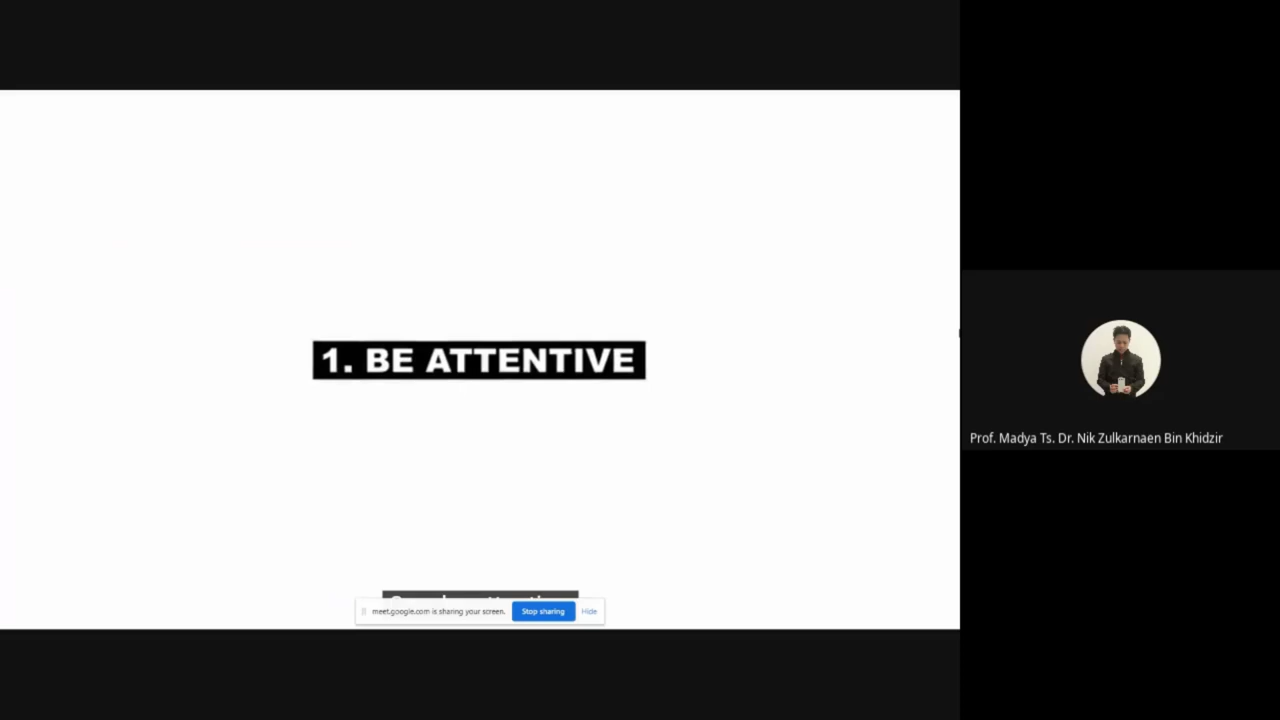 1. BE ATTENTIVE
meet.google.com is sharing your screen.
Stop sharing
Hide
Prof. Madya Ts. Dr. Nik Zulkarnaen Bin Khidzir